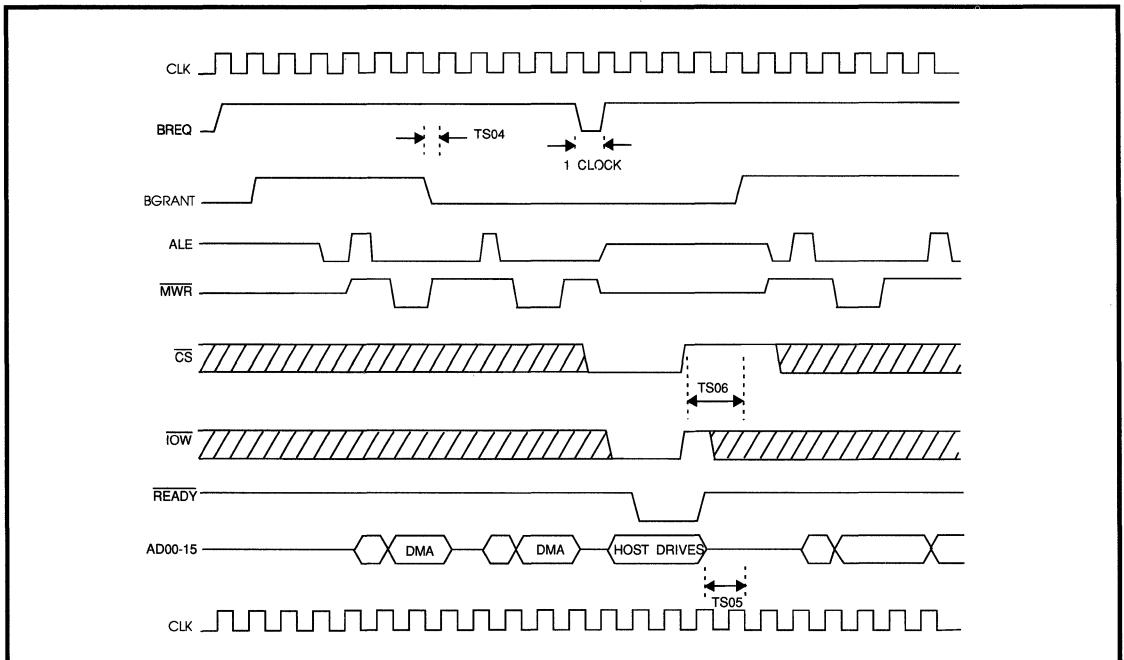 CLK
BREQ
TS04
1 CLOCK
BGRANT
ALE
MWR
CS
TS06
IOW
READY
AD00-15
DMA
DMA
HOST DRIVES
TS05
CLK